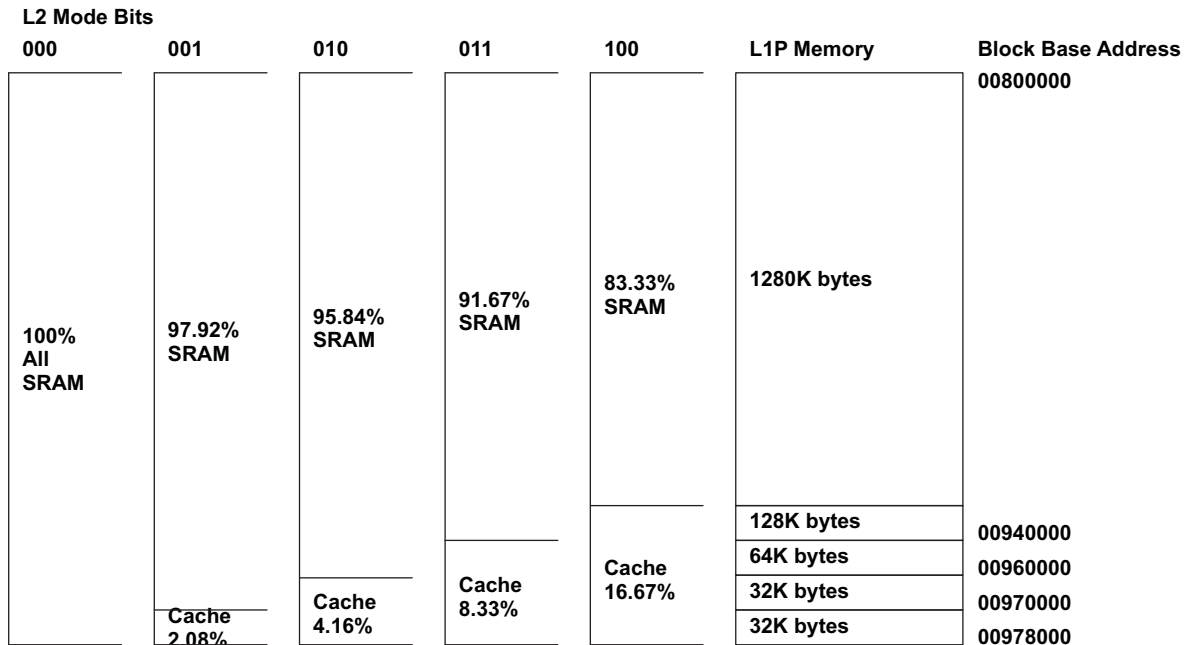 L2 Mode Bits
000 001 010 011 100 L1P Memory Block Base Address
00800000
1280K bytes
83.33%
SRAM
91.67%
SRAM
95.84%
SRAM
97.92%
SRAM
100%
All
SRAM
128K bytes
00940000
64K bytes
00960000
Cache
16.67%
Cache
8.33%
32K bytes
00970000
Cache
4.16%
Cache
2.08%
32K bytes
00978000